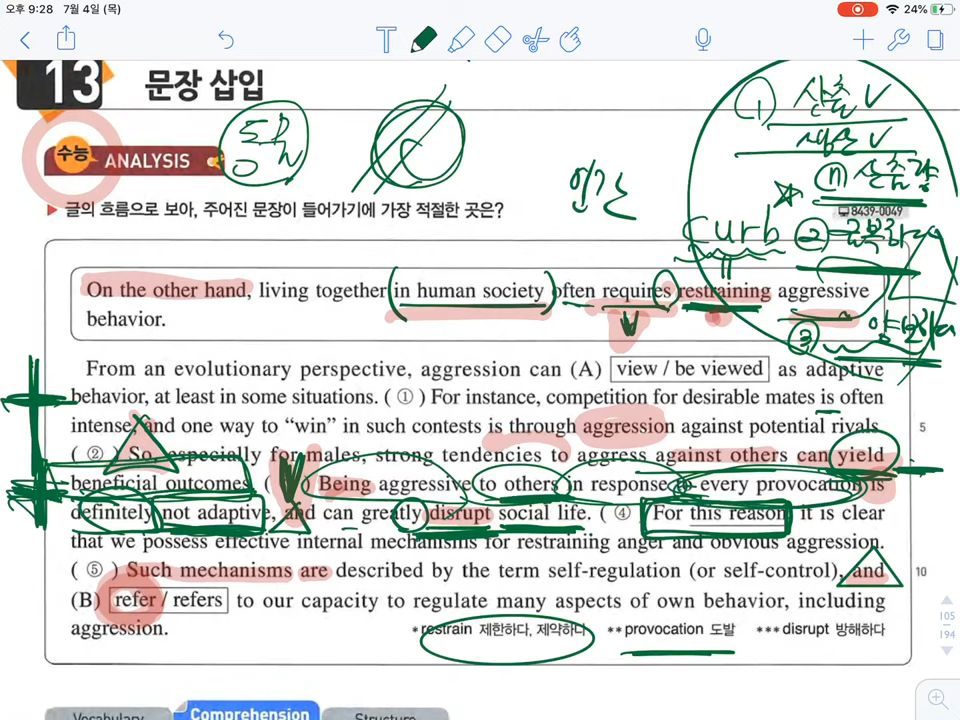 오후 9:28 7월 4일 (목)
24%
13 문장 삽입
수능 ANALYSIS
① 산출 ✓
생산 ✓
(n) 산출량
인간
▶ 글의 흐름으로 보아, 주어진 문장이 들어가기에 가장 적절한 곳은?
8439-0049
curb ② 굴복하다
On the other hand, living together in human society often requires restraining aggressive
behavior.
③ 양보하다
From an evolutionary perspective, aggression can (A) view / be viewed as adaptive
behavior, at least in some situations. ( ① ) For instance, competition for desirable mates is often
intense, and one way to “win” in such contests is through aggression against potential rivals. 5
( ② ) So, especially for males, strong tendencies to aggress against others can yield
beneficial outcomes. ( ) Being aggressive to others in response to every provocation is
definitely not adaptive, and can greatly disrupt social life. ( ④ ) For this reason it is clear
that we possess effective internal mechanisms for restraining anger and obvious aggression.
( ⑤ ) Such mechanisms are described by the term self-regulation (or self-control), and 10
(B) refer / refers to our capacity to regulate many aspects of own behavior, including
aggression.
*restrain 제한하다, 제약하다 **provocation 도발 ***disrupt 방해하다
105
194
Vocabulary Comprehension Structure